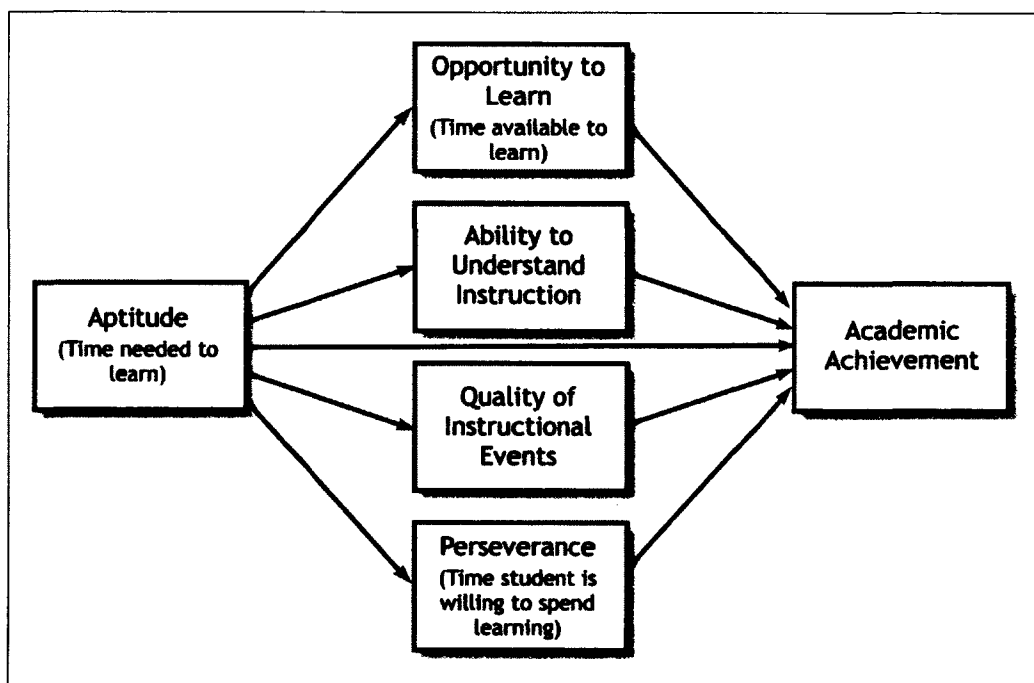 Opportunity to
Learn
(Time available to
learn)
Ability to
Understand
Instruction
Aptitude
(Time needed to
learn)
Academic
Achievement
Quality of
Instructional
Events
Perseverance
(Time student is
willing to spend
learning)